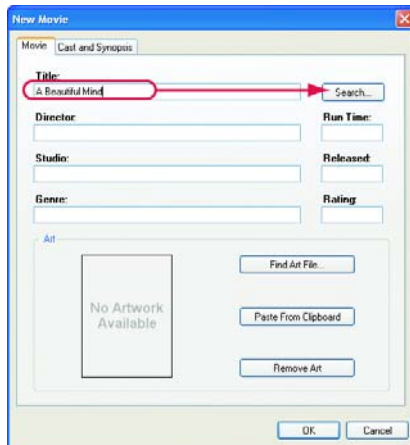 New Movie
Movie Cast and Synopsis
Title:
A Beautiful Mind Search...
Director: Run Time:
Studio: Released:
Genre: Rating:
Art
No Artwork
Available
Find Art File...
Paste From Clipboard
Remove Art
OK Cancel